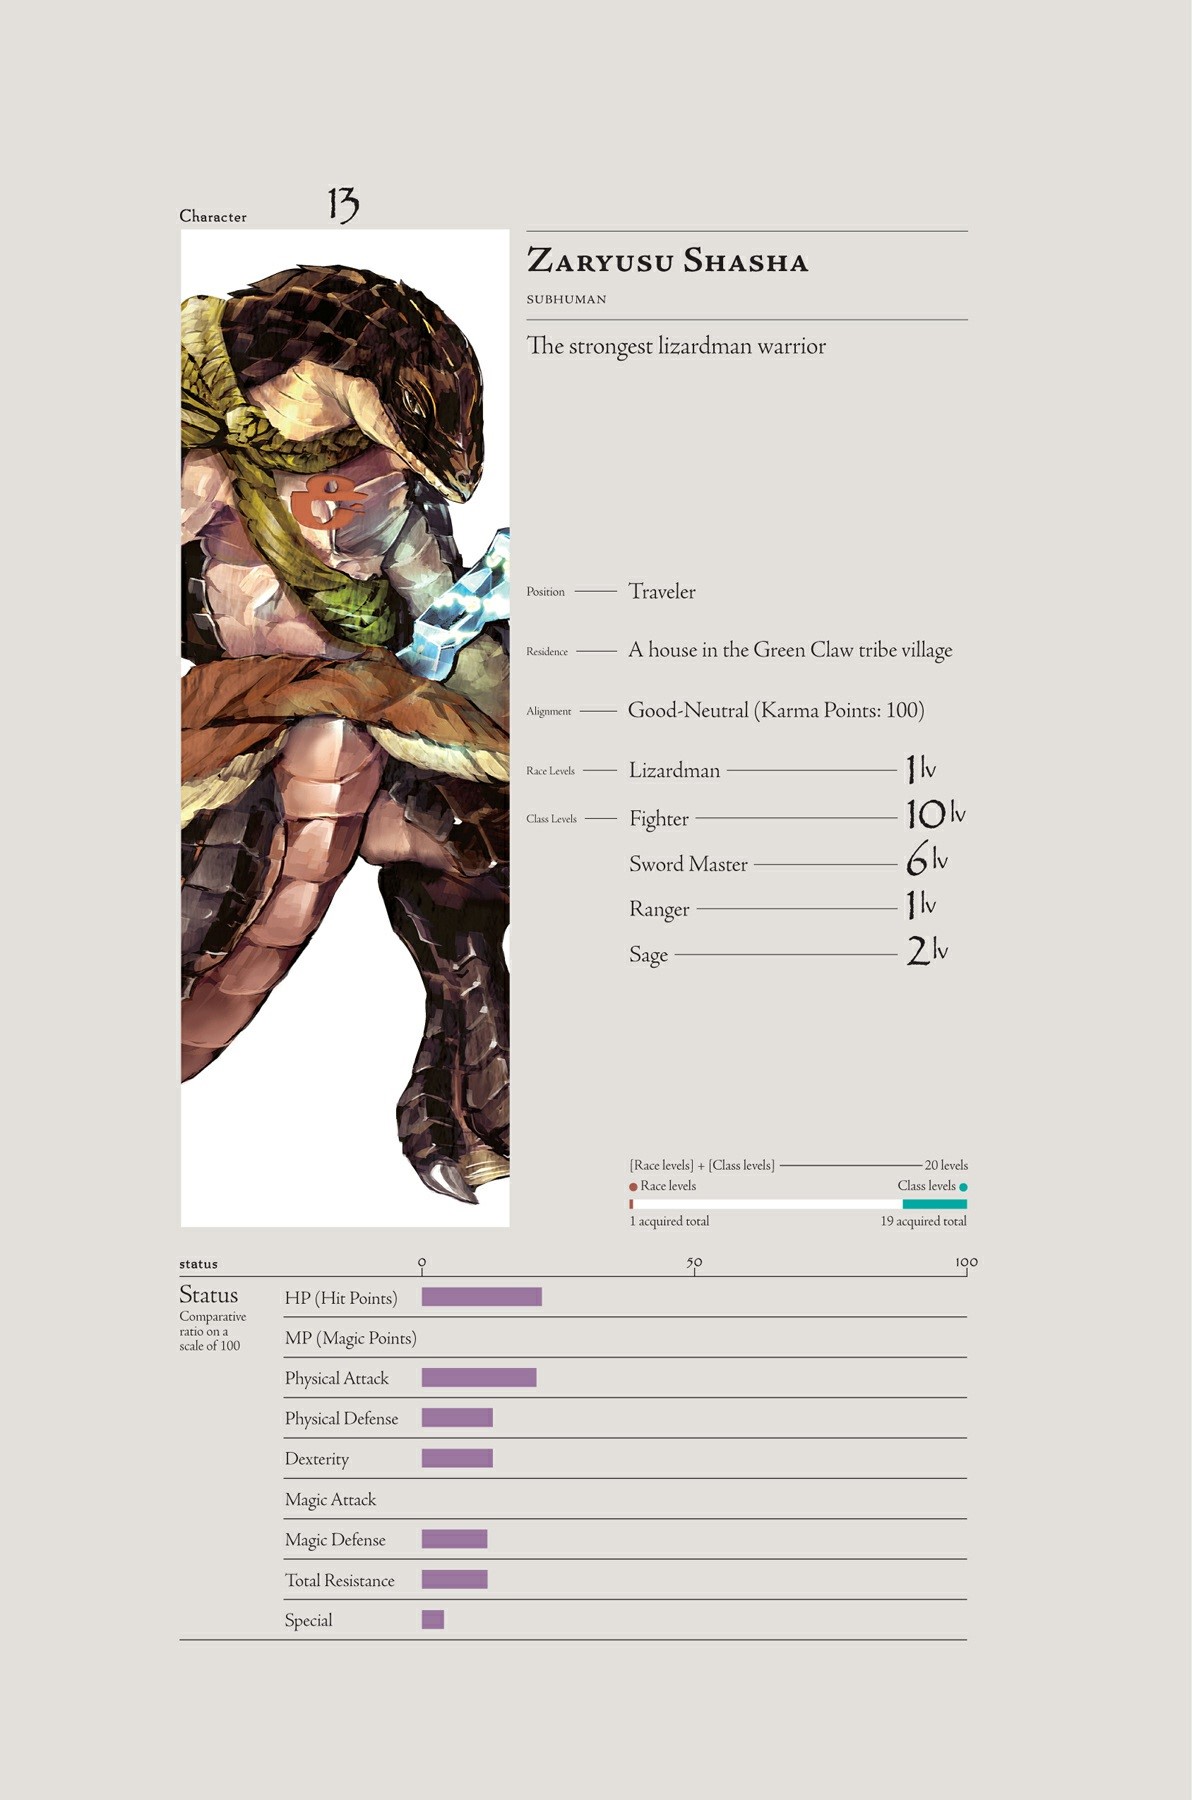 Character 13
Zaryusu Shasha
SUBHUMAN
The strongest lizardman warrior
Position Traveler
Residence A house in the Green Claw tribe village
Alignment Good-Neutral (Karma Points: 100)
Race Levels Lizardman 1 lv
Class Levels Fighter 10 lv
Sword Master 6 lv
Ranger 1 lv
Sage 2 lv
[Race levels] + [Class levels] 20 levels
Race levels Class levels
1 acquired total 19 acquired total
status 0 50 100
Status
Comparative
ratio on a
scale of 100
HP (Hit Points)
MP (Magic Points)
Physical Attack
Physical Defense
Dexterity
Magic Attack
Magic Defense
Total Resistance
Special